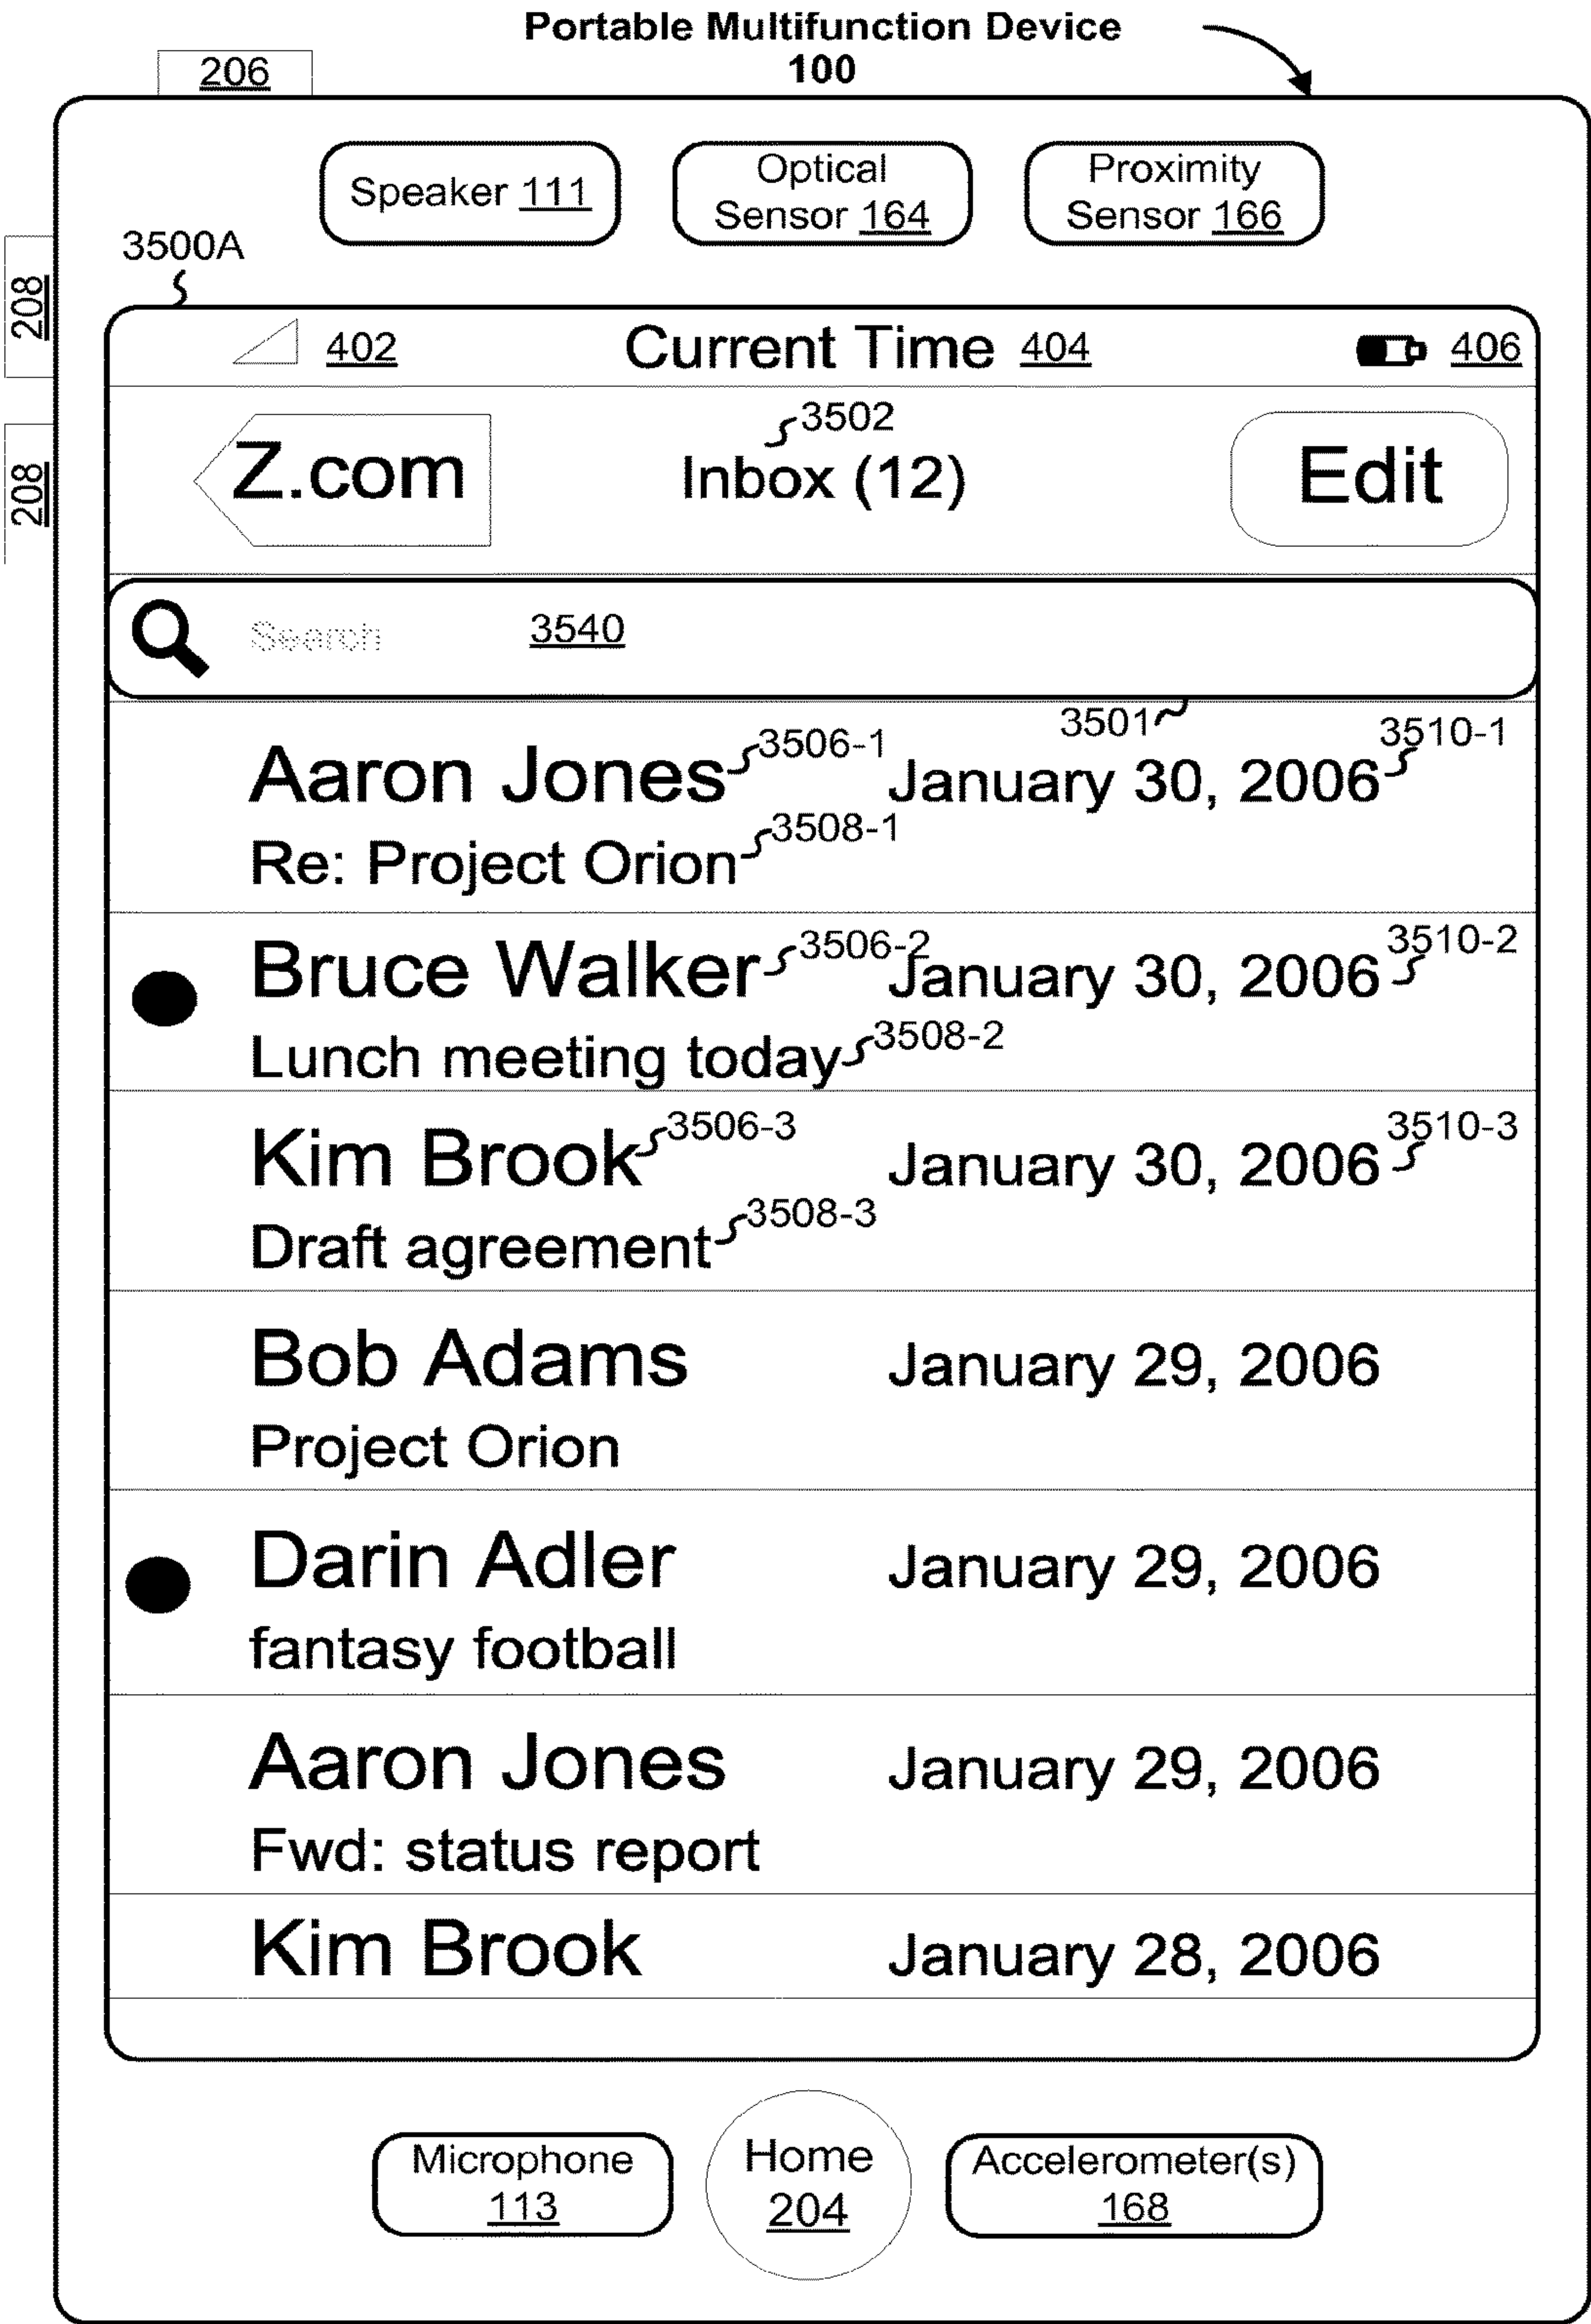 Portable Multifunction Device
100
206
Speaker 111
Optical
Sensor 164
Proximity
Sensor 166
3500A
208
208
402 Current Time 404 406
3502
Z.com Inbox (12) Edit
Search 3540
3501
Aaron Jones 3506-1 January 30, 2006 3510-1
Re: Project Orion 3508-1
Bruce Walker 3506-2 January 30, 2006 3510-2
Lunch meeting today 3508-2
Kim Brook 3506-3 January 30, 2006 3510-3
Draft agreement 3508-3
Bob Adams January 29, 2006
Project Orion
Darin Adler January 29, 2006
fantasy football
Aaron Jones January 29, 2006
Fwd: status report
Kim Brook January 28, 2006
Microphone
113
Home
204
Accelerometer(s)
168